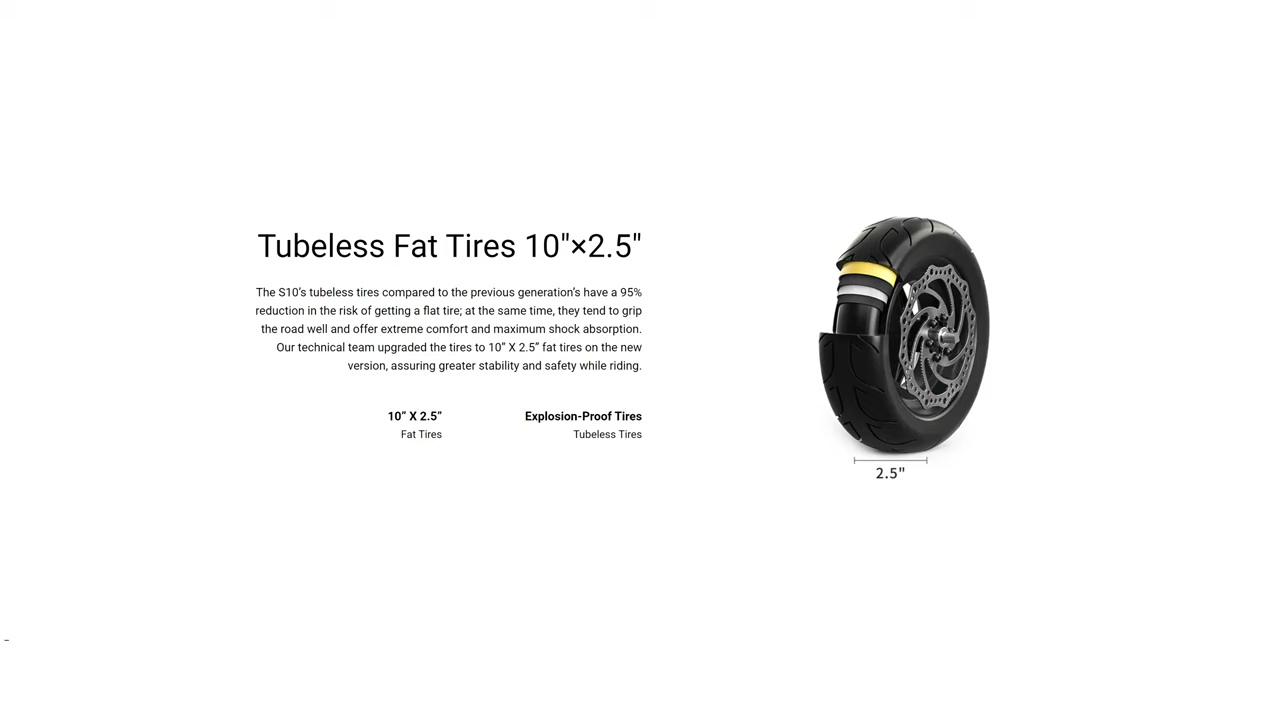 Tubeless Fat Tires 10"×2.5"
The S10’s tubeless tires compared to the previous generation’s have a 95%
reduction in the risk of getting a flat tire; at the same time, they tend to grip
the road well and offer extreme comfort and maximum shock absorption.
Our technical team upgraded the tires to 10” X 2.5” fat tires on the new
version, assuring greater stability and safety while riding.
10” X 2.5”
Fat Tires
Explosion-Proof Tires
Tubeless Tires
2.5"